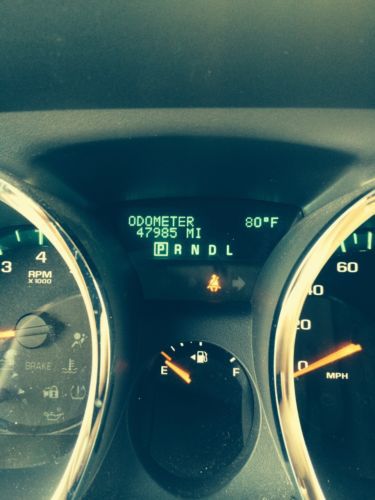 ODOMETER 80°F
47985 MI
P R N D L
3 4
RPM
X 1000
BRAKE
E F
60
40
20
0
MPH